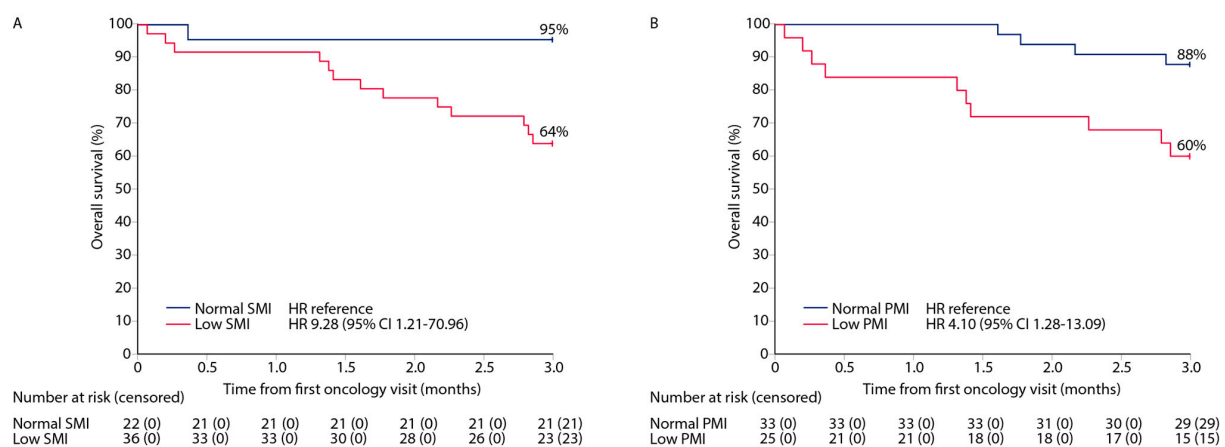 A
100
90
80
70
60
50
40
30
20
10
0
Overall survival (%)
95%
64%
Normal SMI HR reference
Low SMI HR 9.28 (95% CI 1.21-70.96)
0 0.5 1.0 1.5 2.0 2.5 3.0
Time from first oncology visit (months)
Number at risk (censored)
Normal SMI 22 (0) 21 (0) 21 (0) 21 (0) 21 (0) 21 (0) 21 (21)
Low SMI 36 (0) 33 (0) 33 (0) 30 (0) 28 (0) 26 (0) 23 (23)
B
100
90
80
70
60
50
40
30
20
10
0
Overall survival (%)
88%
60%
Normal PMI HR reference
Low PMI HR 4.10 (95% CI 1.28-13.09)
0 0.5 1.0 1.5 2.0 2.5 3.0
Time from first oncology visit (months)
Number at risk (censored)
Normal PMI 33 (0) 33 (0) 33 (0) 33 (0) 31 (0) 30 (0) 29 (29)
Low PMI 25 (0) 21 (0) 21 (0) 18 (0) 18 (0) 17 (0) 15 (15)